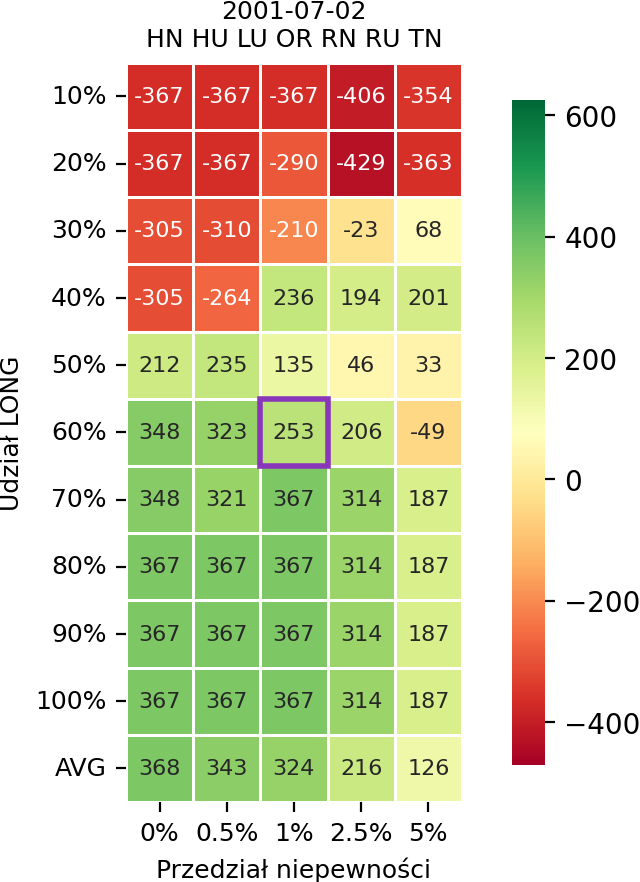 2001-07-02
HN HU LU OR RN RU TN
10% -367 -367 -367 -406 -354
20% -367 -367 -290 -429 -363
30% -305 -310 -210 -23 68
40% -305 -264 236 194 201
50% 212 235 135 46 33
60% 348 323 253 206 -49
70% 348 321 367 314 187
80% 367 367 367 314 187
90% 367 367 367 314 187
100% 367 367 367 314 187
AVG 368 343 324 216 126
0% 0.5% 1% 2.5% 5%
Przedział niepewności
Udział LONG
600
400
200
0
−200
−400